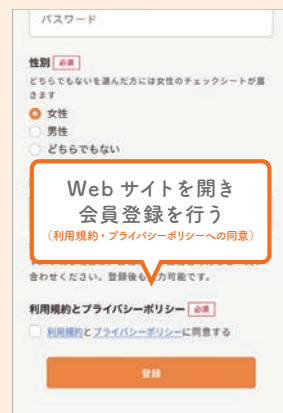 パスワード
性別 必須
どちらでもないを選んだ方には女性のチェックシートが届
きます
女性
男性
どちらでもない
Web サイトを開き
会員登録を行う
(利用規約・プライバシーポリシーへの同意)
合わせください。登録後も
力可能です。
利用規約とプライバシーポリシー 必須
利用規約とプライバシーポリシーに同意する
登録